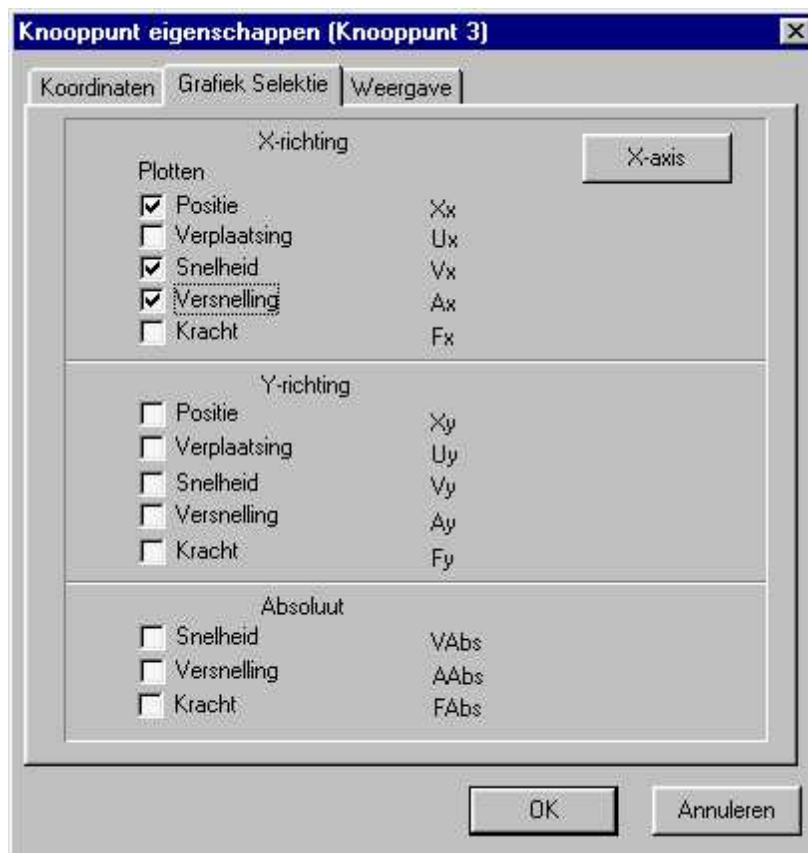 Knooppunt eigenschappen (Knooppunt 3)
Koordinaten Grafiek Selektie Weergave
X-richting
X-axis
Plotten
Positie Xx
Verplaatsing Ux
Snelheid Vx
Versnelling Ax
Kracht Fx
Y-richting
Positie Xy
Verplaatsing Uy
Snelheid Vy
Versnelling Ay
Kracht Fy
Absoluut
Snelheid VAbs
Versnelling AAbs
Kracht FAbs
OK Annuleren